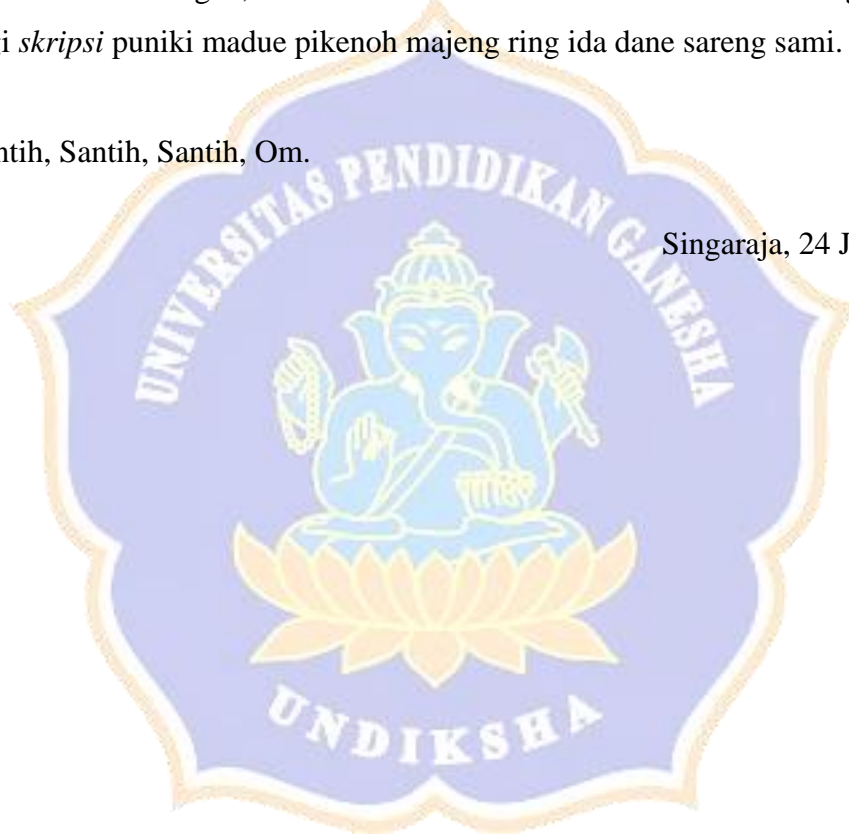 gi skripsi puniki madue pikenoh majeng ring ida dane sareng sami.
ntih, Santih, Santih, Om.
UNIVERSITAS PENDIDIKAN GANESHA
Singaraja, 24 J
UNDIKSHA